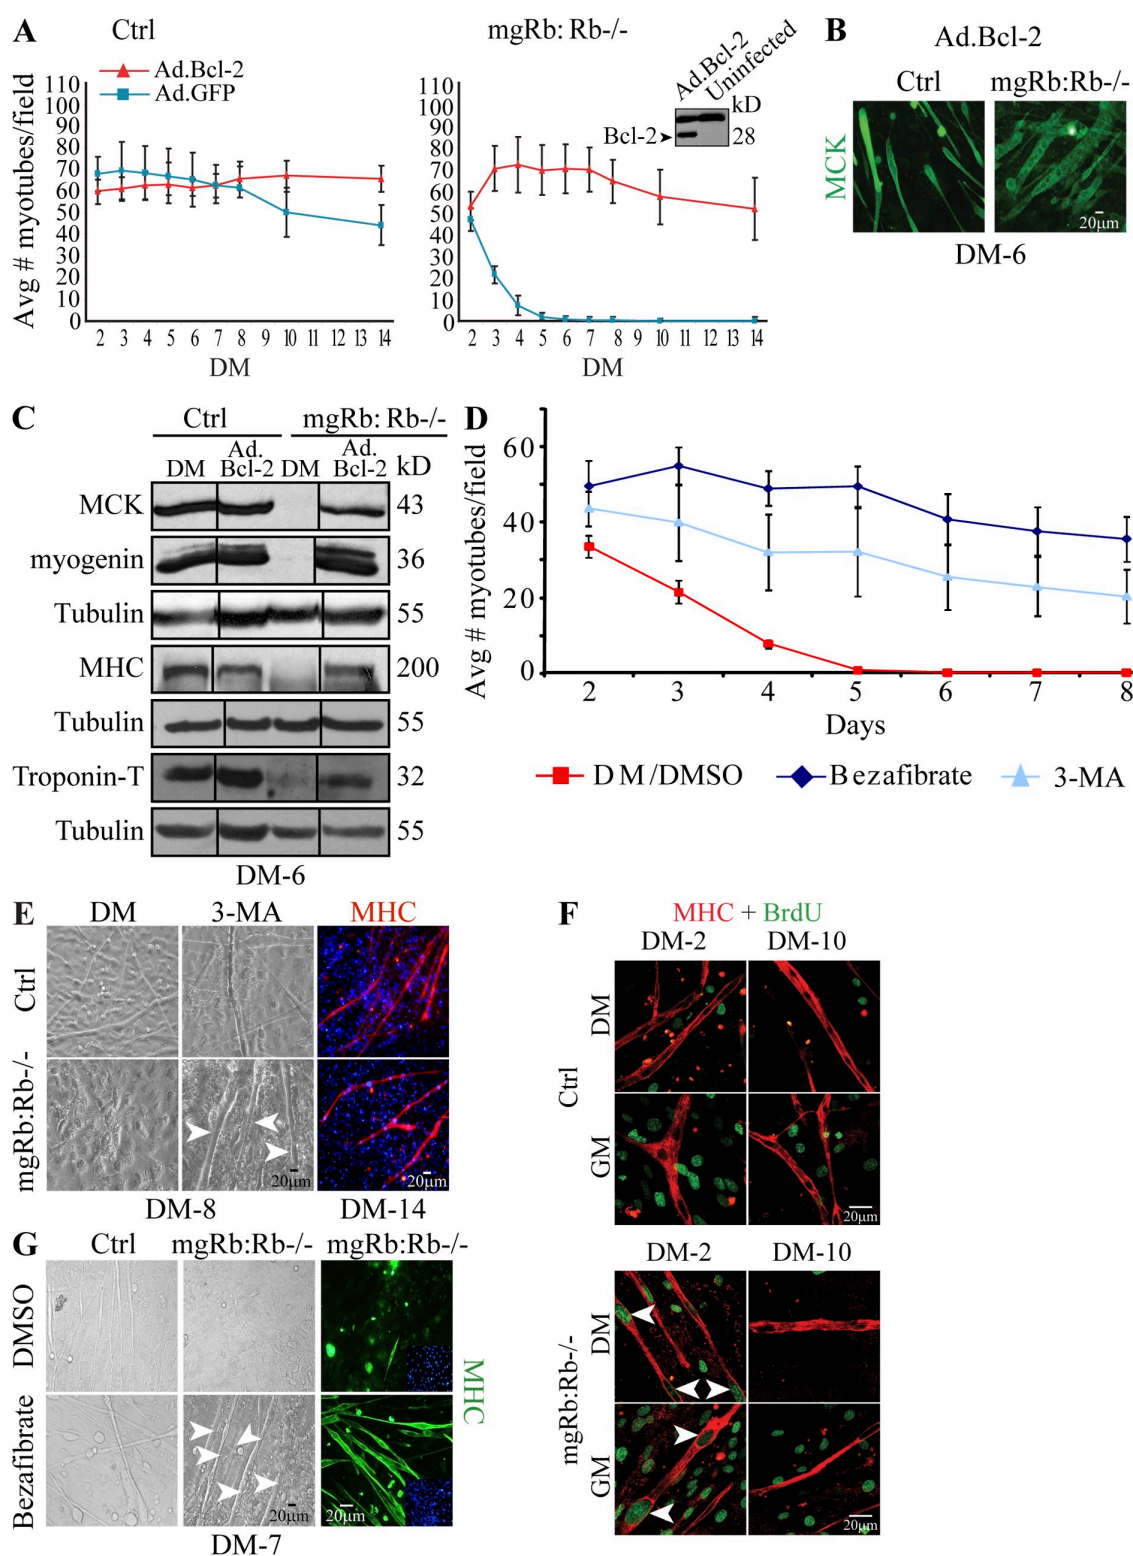 A
Ctrl
Ad.Bcl-2
Ad.GFP
Avg # myotubes/field
110
100
90
80
70
60
50
40
30
20
10
0
2 3 4 5 6 7 8 9 10 11 12 13 14
DM
mgRb: Rb-/-
Ad.Bcl-2
Uninfected
kD
Bcl-2
28
110
100
90
80
70
60
50
40
30
20
10
0
2 3 4 5 6 7 8 9 10 11 12 13 14
DM
B
Ad.Bcl-2
Ctrl mgRb:Rb-/-
MCK
20µm
DM-6
C
Ctrl mgRb: Rb-/-
DM Ad. Bcl-2 DM Ad. Bcl-2 kD
MCK 43
myogenin 36
Tubulin 55
MHC 200
Tubulin 55
Troponin-T 32
Tubulin 55
DM-6
D
Avg # myotubes/field
60
40
20
0
2 3 4 5 6 7 8
Days
DM/DMSO Bezafibrate 3-MA
E
DM 3-MA MHC
Ctrl
mgRb:Rb-/-
20µm 20µm
DM-8 DM-14
F
MHC + BrdU
DM-2 DM-10
Ctrl
DM
GM
20µm
DM-2 DM-10
mgRb:Rb-/-
DM
GM
20µm
G
Ctrl mgRb:Rb-/- mgRb:Rb-/-
DMSO
Bezafibrate
MHC
20µm 20µm
DM-7